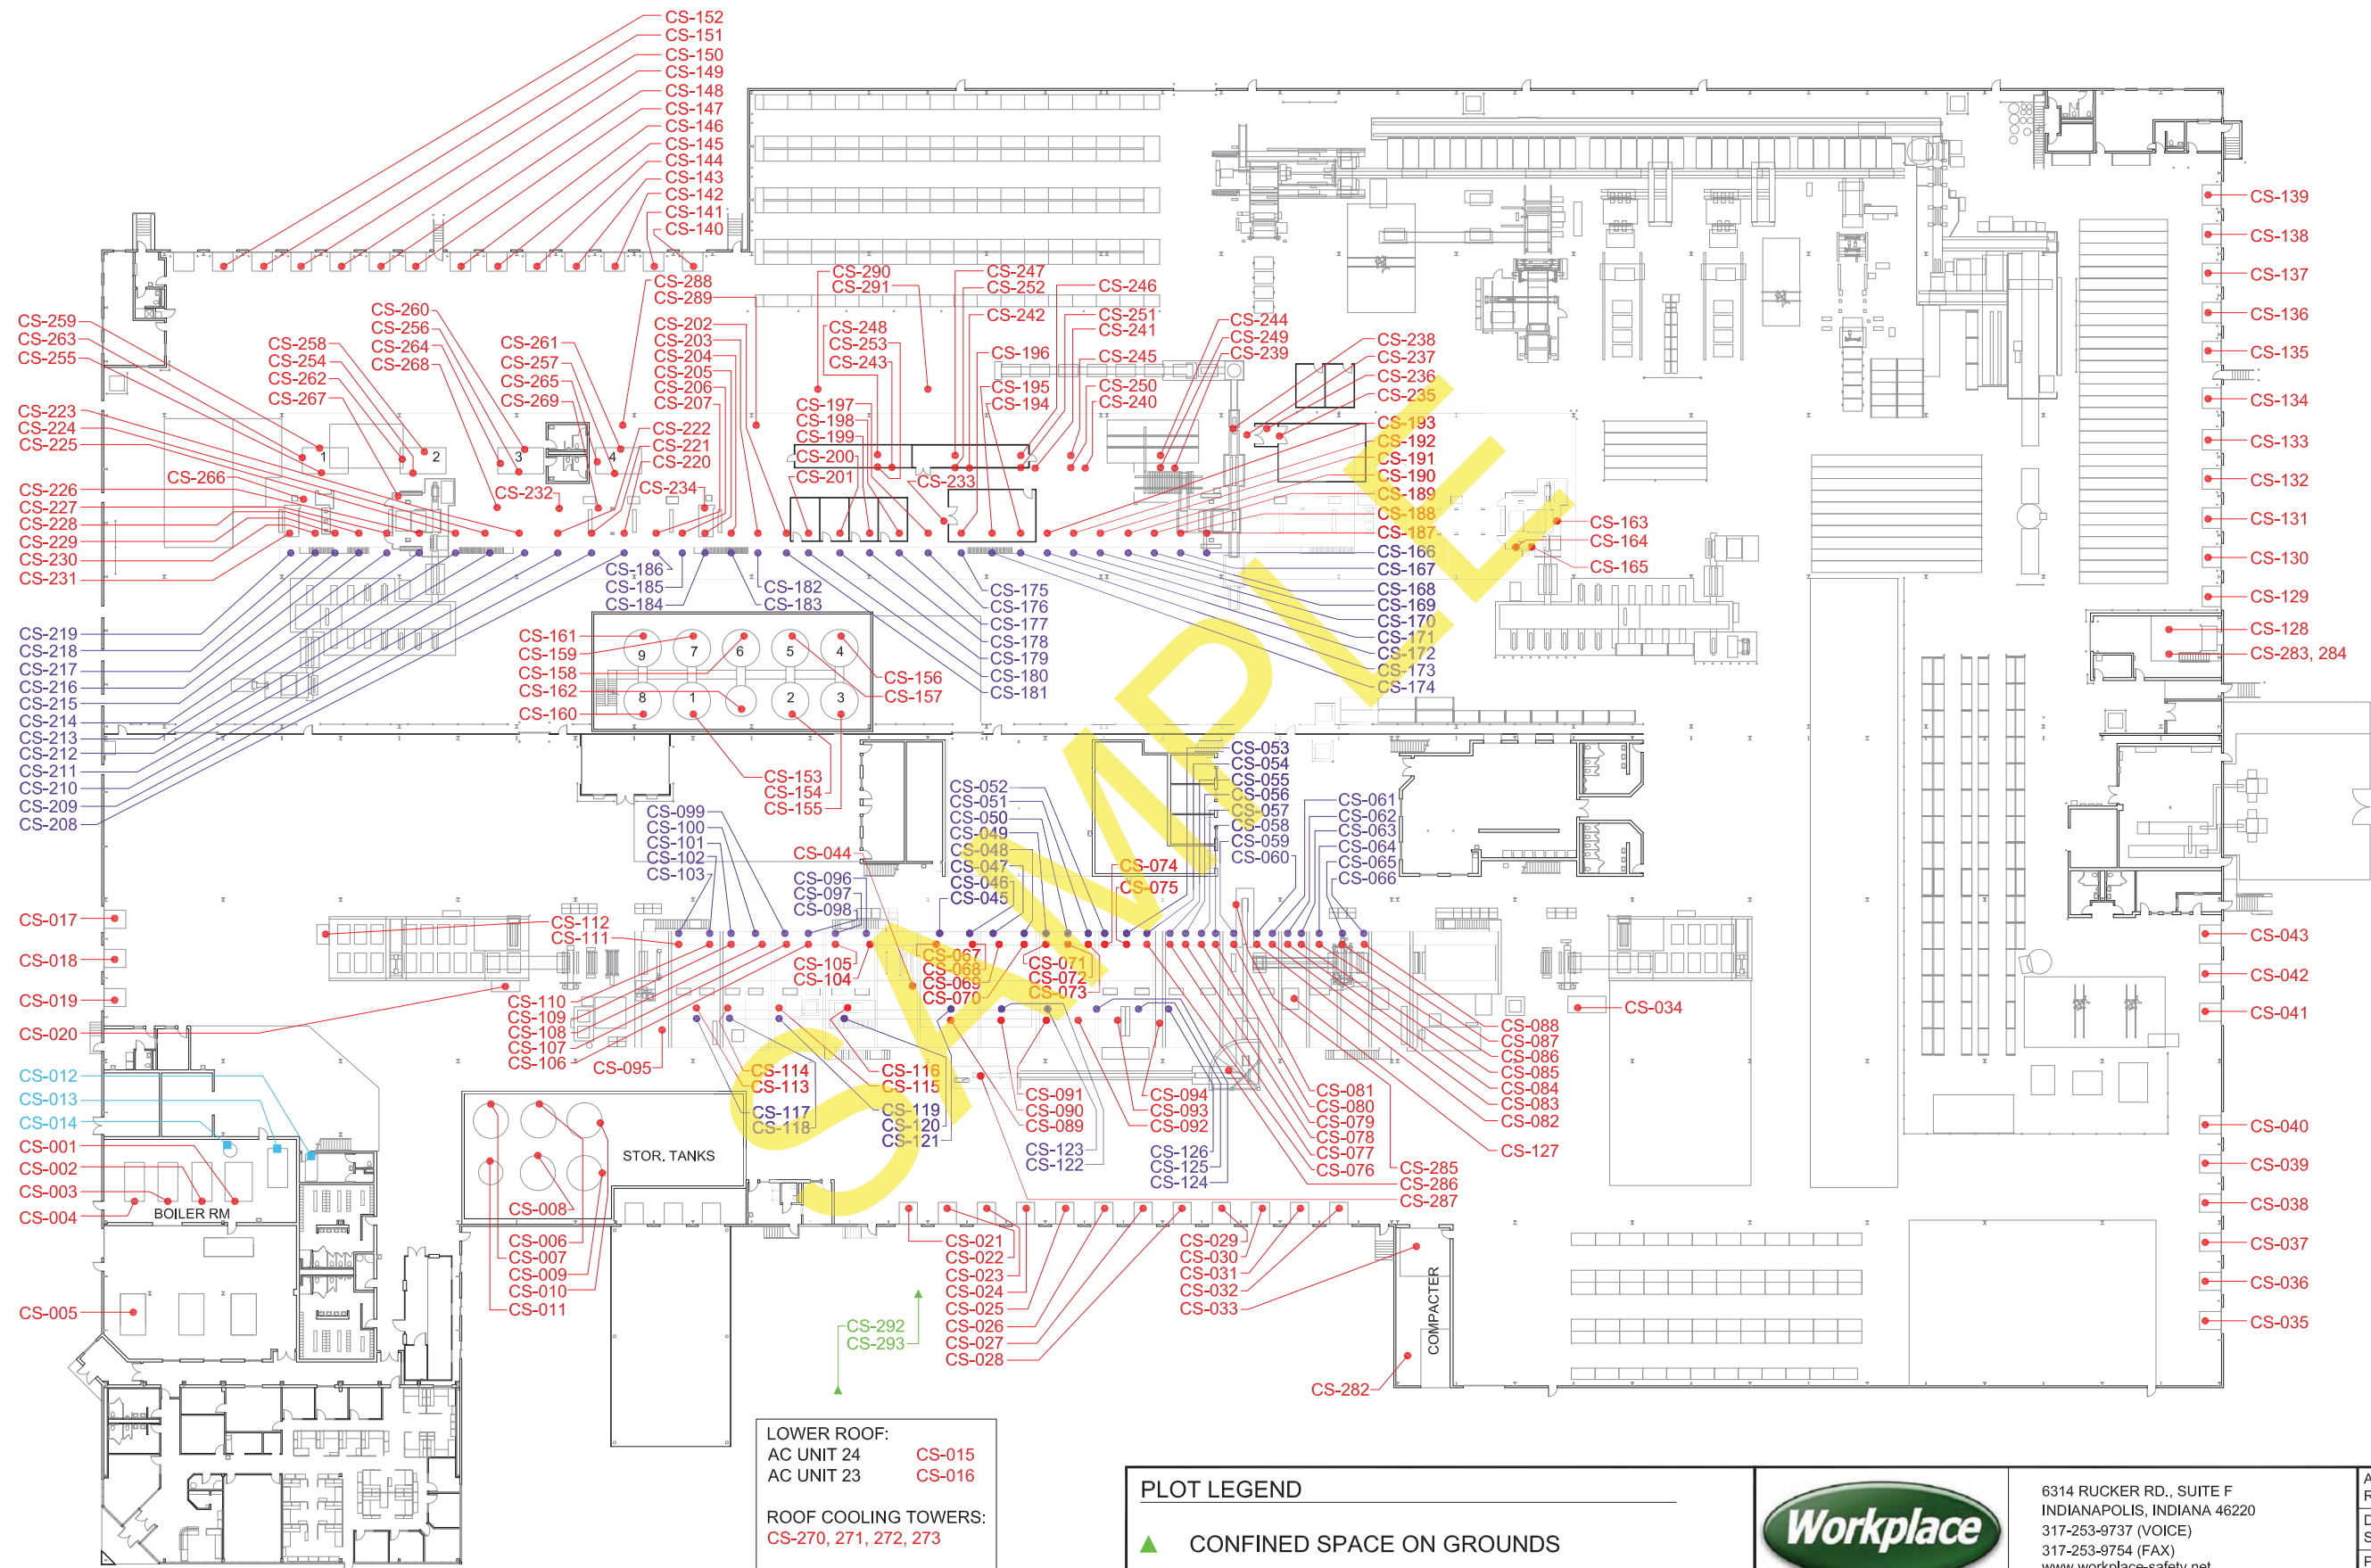 CS-152
CS-151
CS-150
CS-149
CS-148
CS-147
CS-146
CS-145
CS-144
CS-143
CS-142
CS-141
CS-140
CS-139
CS-138
CS-137
CS-136
CS-135
CS-134
CS-133
CS-132
CS-131
CS-130
CS-129
CS-128
CS-283, 284
CS-288
CS-289
CS-290
CS-291
CS-247
CS-252
CS-242
CS-246
CS-251
CS-241
CS-245
CS-250
CS-240
CS-244
CS-249
CS-239
CS-238
CS-237
CS-236
CS-235
CS-248
CS-253
CS-243
CS-196
CS-195
CS-194
CS-202
CS-203
CS-204
CS-205
CS-206
CS-207
CS-197
CS-198
CS-199
CS-200
CS-201
CS-233
CS-259
CS-263
CS-255
CS-258
CS-254
CS-262
CS-267
CS-260
CS-256
CS-264
CS-268
CS-261
CS-257
CS-265
CS-269
1
2
3
4
CS-223
CS-224
CS-225
CS-266
CS-226
CS-227
CS-228
CS-229
CS-230
CS-231
CS-232
CS-234
CS-222
CS-221
CS-220
CS-193
CS-192
CS-191
CS-190
CS-189
CS-188
CS-187
CS-163
CS-164
CS-165
CS-166
CS-167
CS-168
CS-169
CS-170
CS-171
CS-172
CS-173
CS-174
CS-186
CS-185
CS-184
CS-182
CS-183
CS-175
CS-176
CS-177
CS-178
CS-179
CS-180
CS-181
CS-219
CS-218
CS-217
CS-216
CS-215
CS-214
CS-213
CS-212
CS-211
CS-210
CS-209
CS-208
CS-161
CS-159
CS-158
CS-162
CS-160
9
7
6
5
4
8
1
2
3
CS-156
CS-157
CS-153
CS-154
CS-155
CS-099
CS-100
CS-101
CS-102
CS-103
CS-044
CS-096
CS-097
CS-098
CS-052
CS-051
CS-050
CS-049
CS-048
CS-047
CS-046
CS-045
CS-053
CS-054
CS-055
CS-056
CS-057
CS-058
CS-059
CS-060
CS-061
CS-062
CS-063
CS-064
CS-065
CS-066
CS-074
CS-075
CS-017
CS-018
CS-019
CS-020
CS-112
CS-111
CS-110
CS-109
CS-108
CS-107
CS-106
CS-105
CS-104
CS-067
CS-068
CS-069
CS-070
CS-071
CS-072
CS-073
CS-034
CS-043
CS-042
CS-041
CS-040
CS-039
CS-038
CS-037
CS-036
CS-035
CS-095
CS-114
CS-113
CS-117
CS-118
CS-116
CS-115
CS-119
CS-120
CS-121
CS-091
CS-090
CS-089
CS-123
CS-122
CS-094
CS-093
CS-092
CS-126
CS-125
CS-124
CS-081
CS-080
CS-079
CS-078
CS-077
CS-076
CS-088
CS-087
CS-086
CS-085
CS-084
CS-083
CS-082
CS-127
CS-285
CS-286
CS-287
CS-012
CS-013
CS-014
CS-001
CS-002
CS-003
CS-004
BOILER RM
CS-005
STOR. TANKS
CS-008
CS-006
CS-007
CS-009
CS-010
CS-011
CS-021
CS-022
CS-023
CS-024
CS-025
CS-026
CS-027
CS-028
CS-029
CS-030
CS-031
CS-032
CS-033
COMPACTER
CS-282
CS-292
CS-293
SAMPLE
LOWER ROOF:
AC UNIT 24 CS-015
AC UNIT 23 CS-016
ROOF COOLING TOWERS:
CS-270, 271, 272, 273
PLOT LEGEND
CONFINED SPACE ON GROUNDS
Workplace
6314 RUCKER RD., SUITE F
INDIANAPOLIS, INDIANA 46220
317-253-9737 (VOICE)
317-253-9754 (FAX)
www.workplace-safety.net